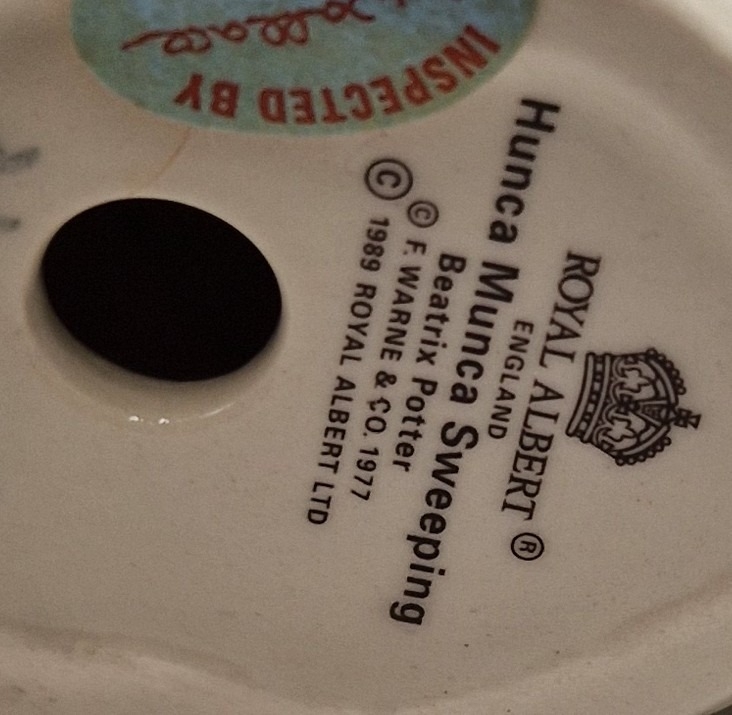 ROYAL ALBERT ®
ENGLAND
Hunca Munca Sweeping
Beatrix Potter
© F. WARNE & CO. 1977
© 1989 ROYAL ALBERT LTD
INSPECTED BY